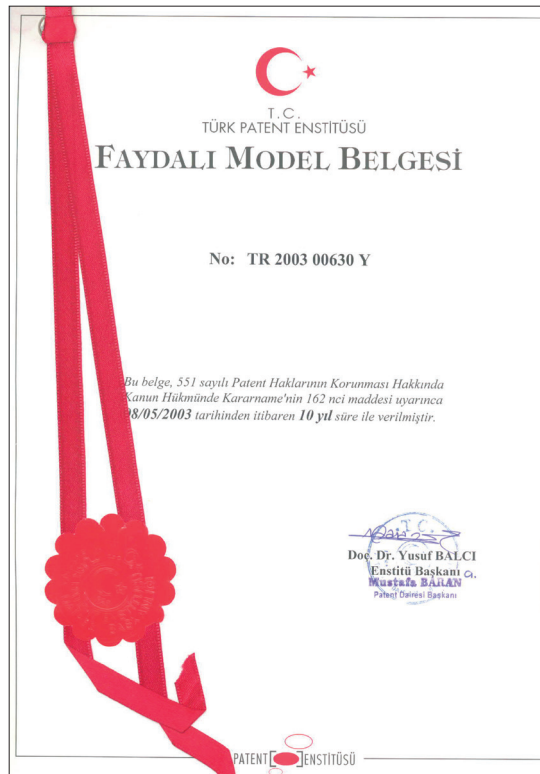 T.C.
TÜRK PATENT ENSTİTÜSÜ
FAYDALI MODEL BELGESİ
No: TR 2003 00630 Y
Bu belge, 551 sayılı Patent Haklarının Korunması Hakkında
Kanun Hükmünde Kararname'nin 162 nci maddesi uyarınca
08/05/2003 tarihinden itibaren 10 yıl süre ile verilmiştir.
T C.
Doç. Dr. Yusuf BALCI
Enstitü Başkanı a.
Mustafa BARAN
Patent Dairesi Başkanı
PATENT ENSTİTÜSÜ